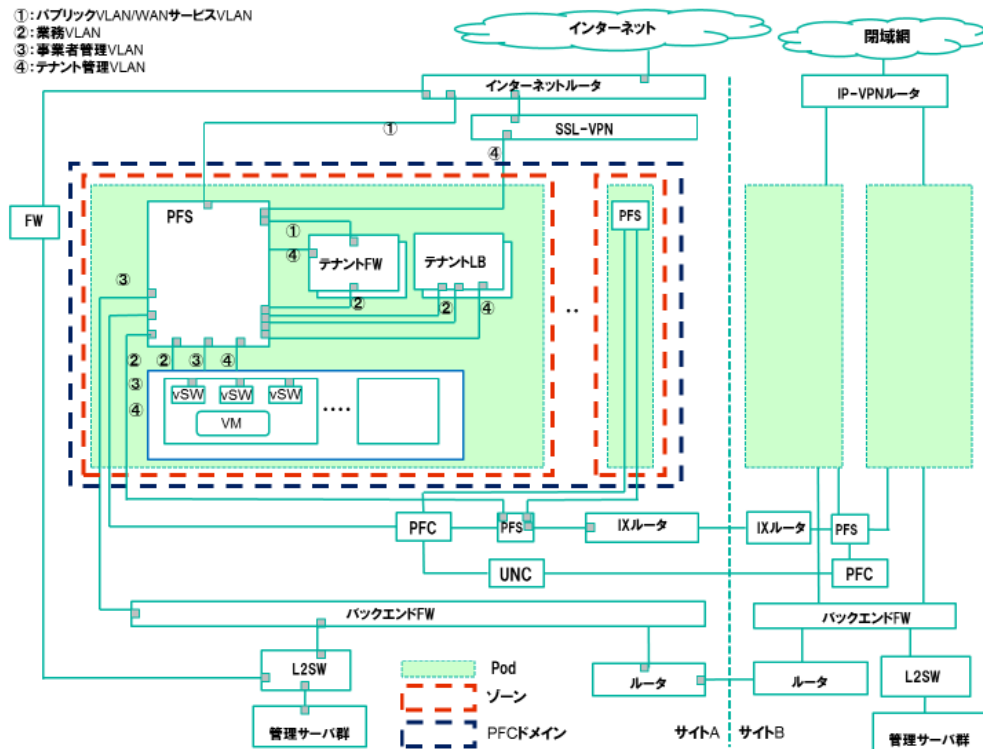 ①：パブリックVLAN/WANサービスVLAN
②：業務VLAN
③：事業者管理VLAN
④：テナント管理VLAN
インターネット
閉域網
インターネットルータ
IP-VPNルータ
①
SSL-VPN
④
FW
PFS
PFS
①
④
テナントFW
テナントLB
③
②
②
④
‥
②
②
③
④
③
④
vSW
vSW
vSW
‥‥
VM
PFC
PFS
IXルータ
IXルータ
PFS
UNC
PFC
バックエンドFW
バックエンドFW
L2SW
Pod
ルータ
ルータ
L2SW
ゾーン
管理サーバ群
PFCドメイン
サイトA
サイトB
管理サーバ群